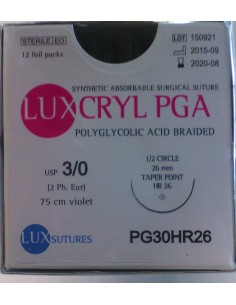 STERILE EO
LOT 150921
2015-09
2020-08
12 foil packs
SYNTHETIC ABSORBABLE SURGICAL SUTURE
LUXCRYL PGA
POLYGLYCOLIC ACID BRAIDED
USP 3/0
(2 Ph. Eur)
75 cm violet
1/2 CIRCLE
26 mm
TAPER POINT
HR 26
LUXSUTURES
PG30HR26